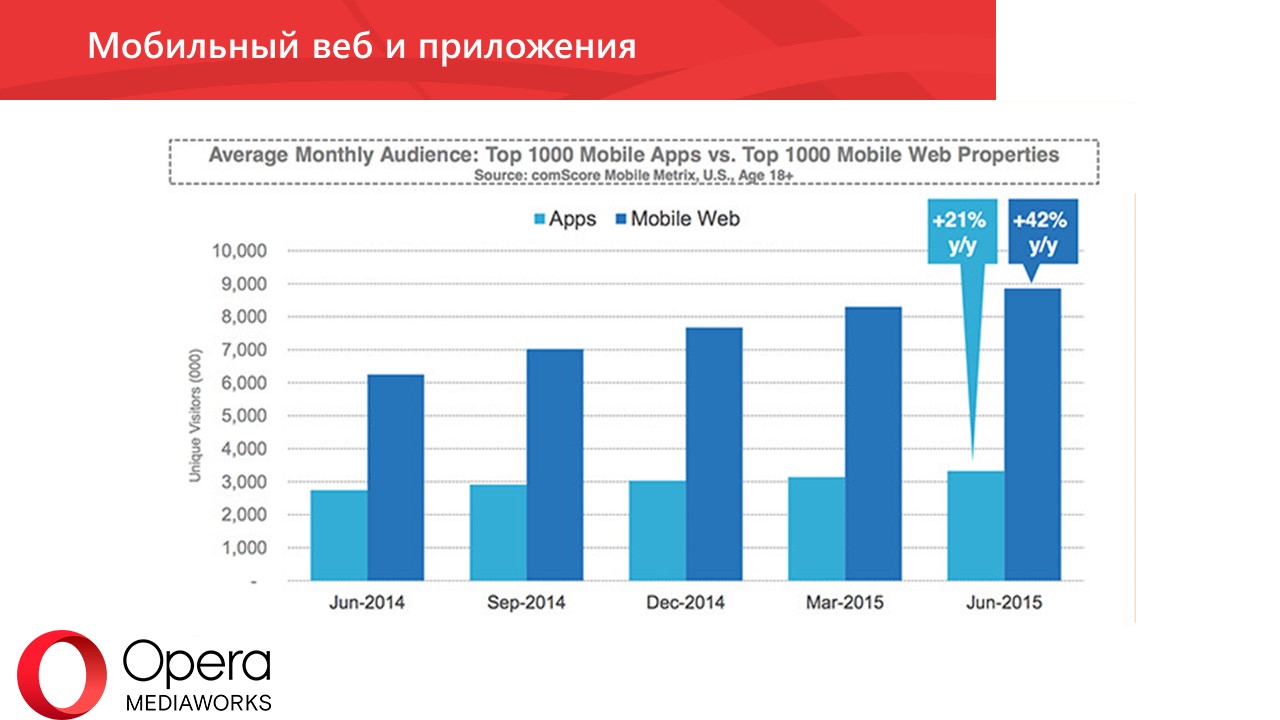 Мобильный веб и приложения
Average Monthly Audience: Top 1000 Mobile Apps vs. Top 1000 Mobile Web Properties
Source: comScore Mobile Metrix, U.S., Age 18+
Apps Mobile Web
+21% y/y
+42% y/y
Unique Visitors (000)
10,000
9,000
8,000
7,000
6,000
5,000
4,000
3,000
2,000
1,000
-
Jun-2014 Sep-2014 Dec-2014 Mar-2015 Jun-2015
Opera
MEDIAWORKS